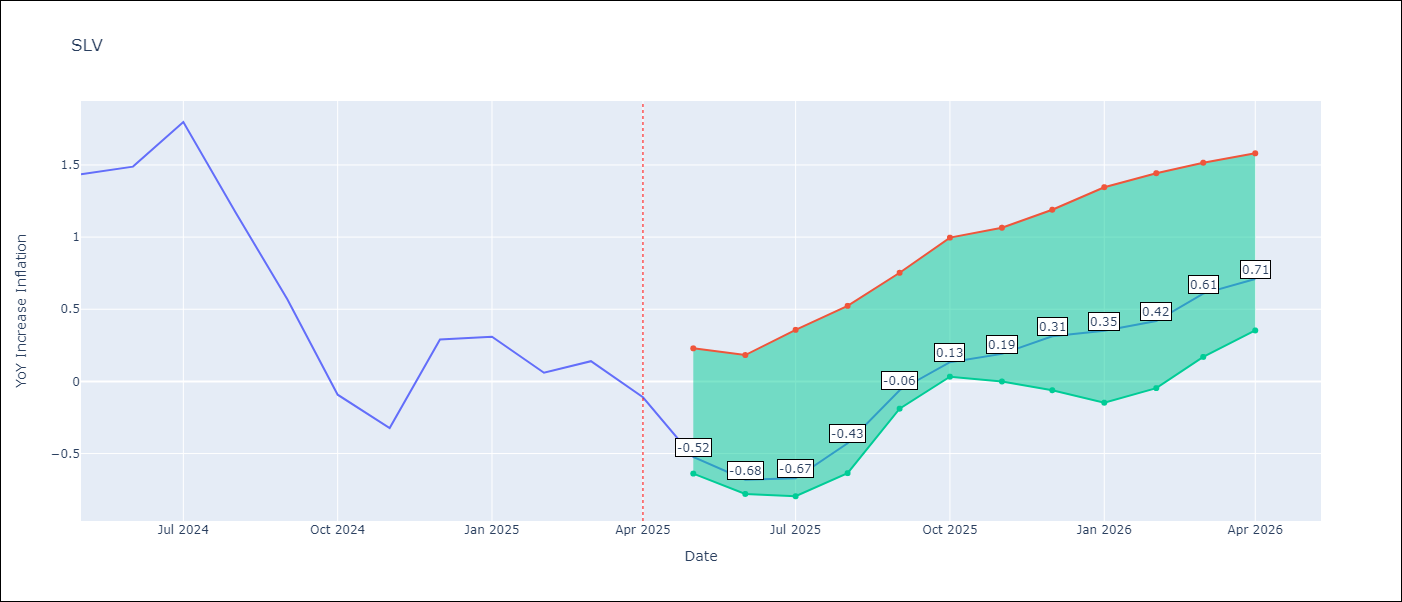 SLV
YoY Increase Inflation
1.5
1
0.5
0
−0.5
-0.52
-0.68
-0.67
-0.43
-0.06
0.13
0.19
0.31
0.35
0.42
0.61
0.71
Jul 2024
Oct 2024
Jan 2025
Apr 2025
Jul 2025
Oct 2025
Jan 2026
Apr 2026
Date